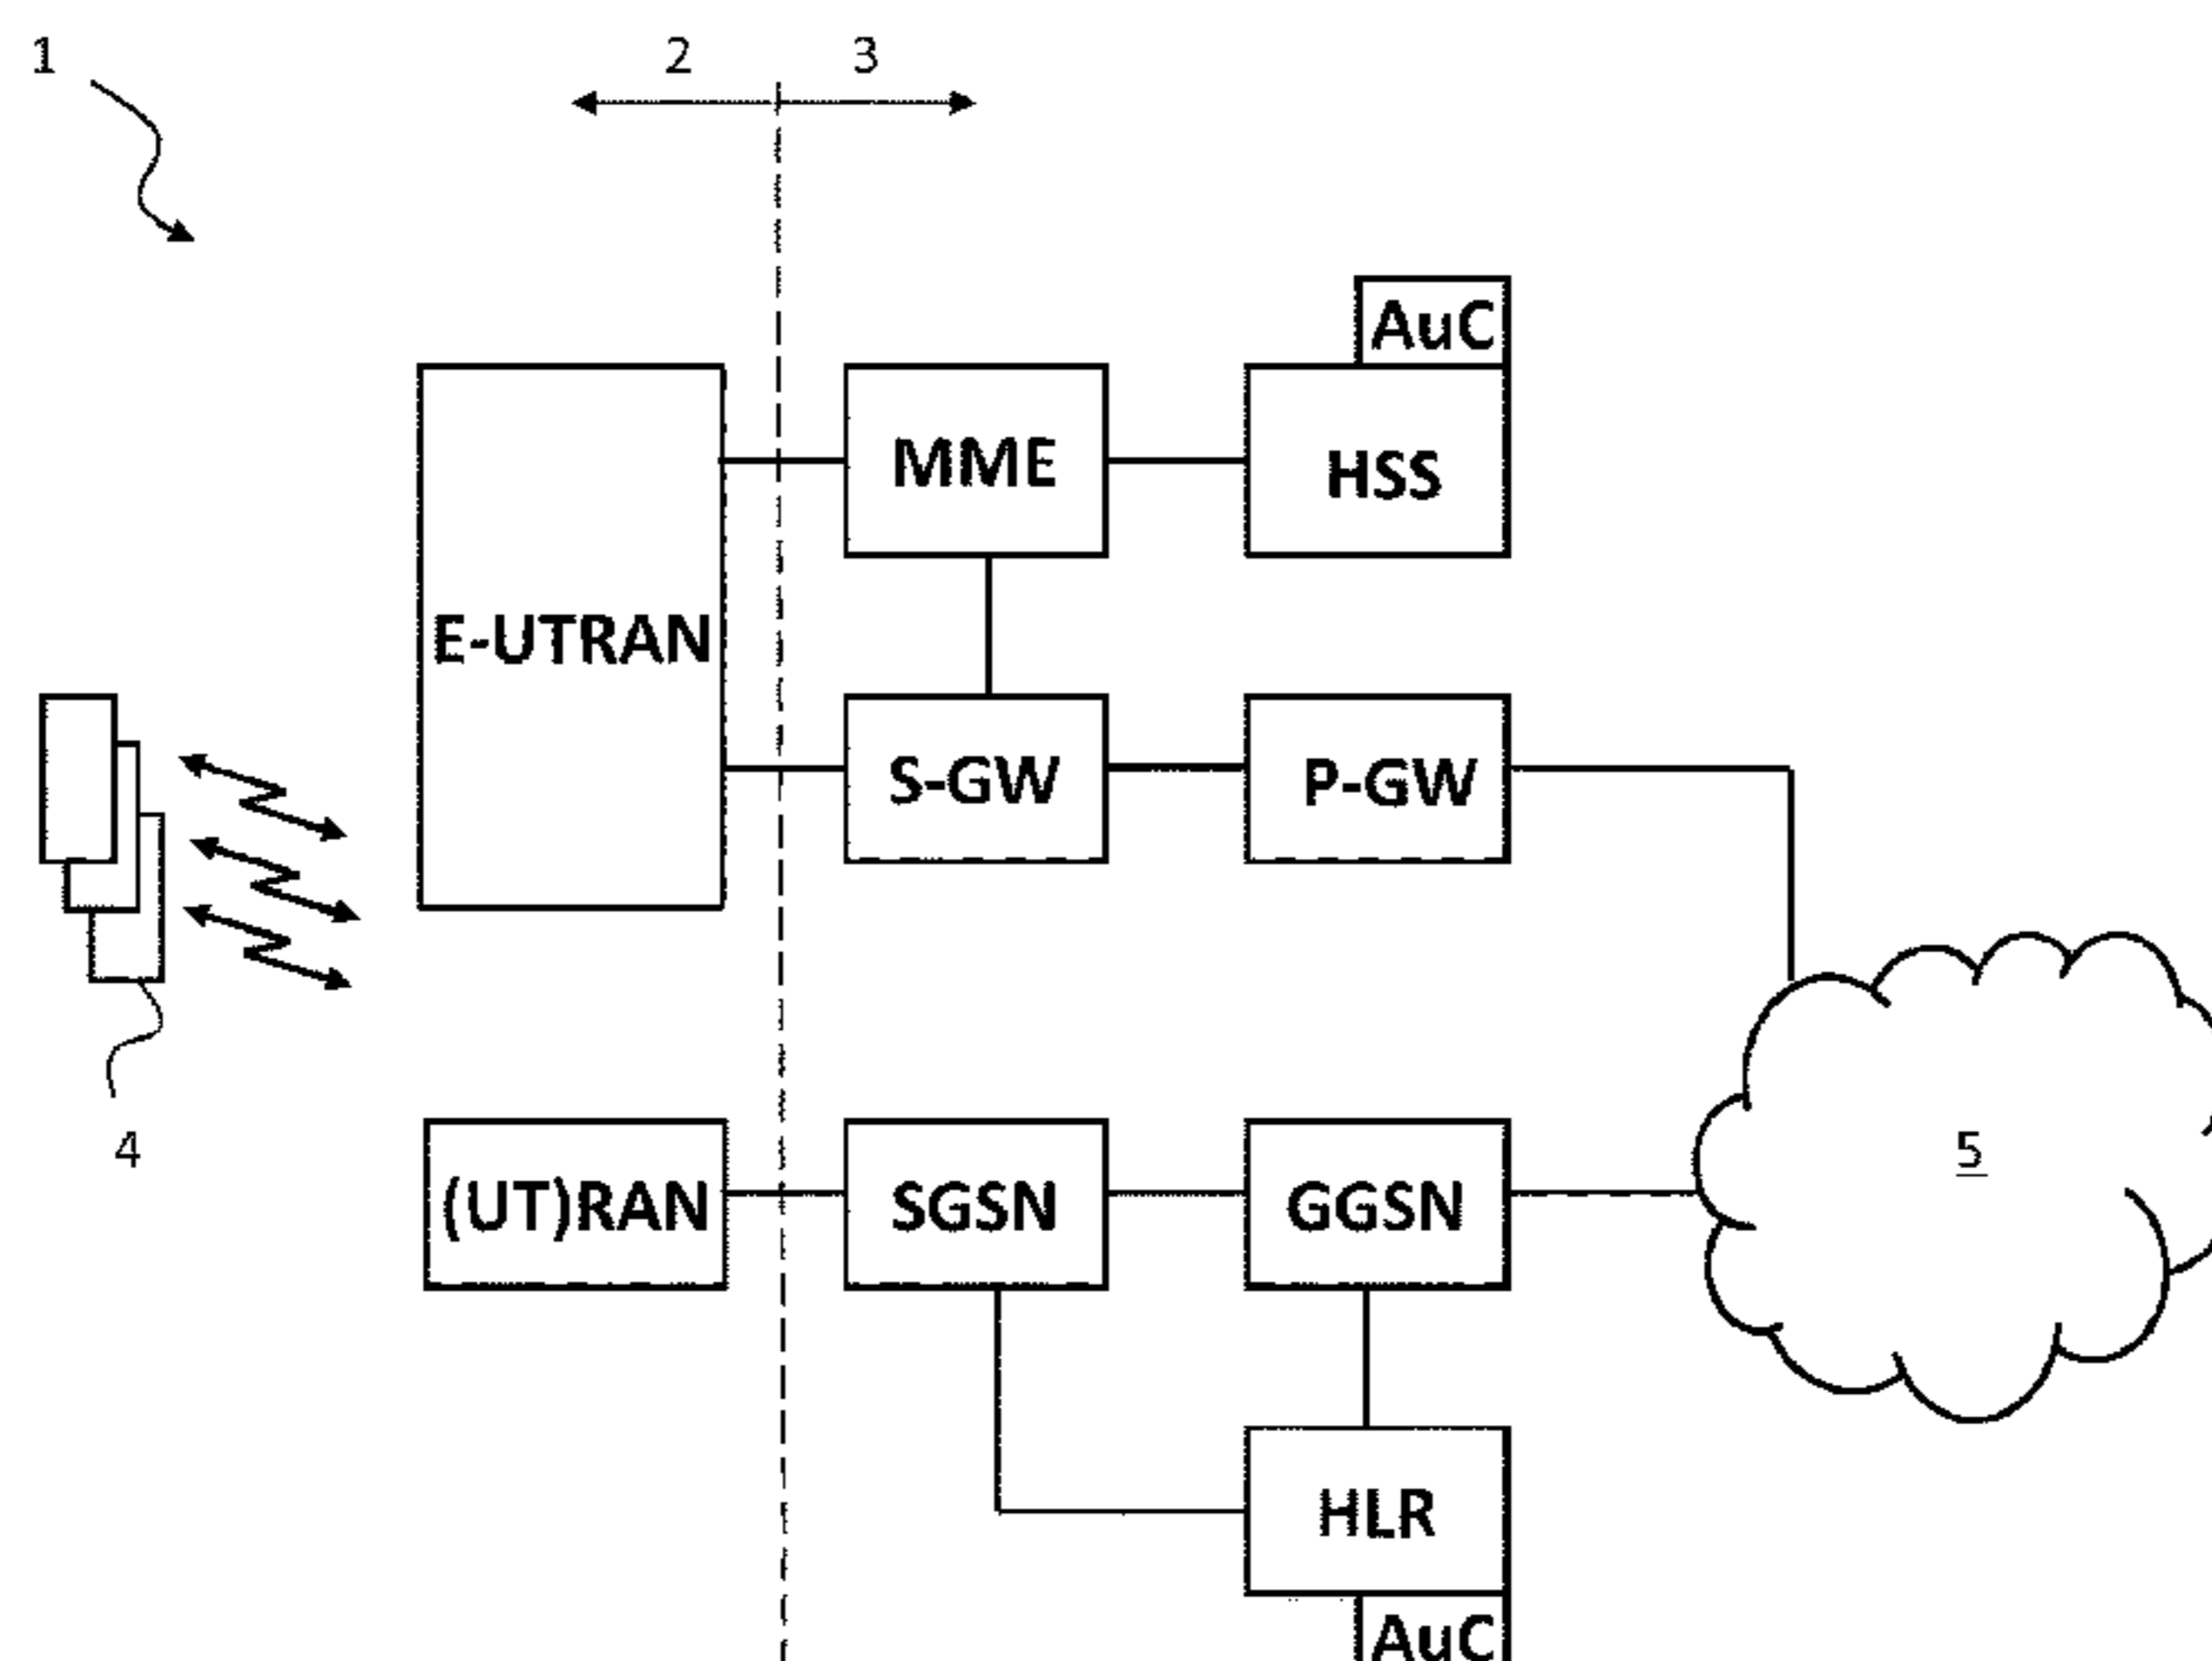 1
2
3
AuC
MME
HSS
E-UTRAN
S-GW
P-GW
4
5
(UT)RAN
SGSN
GGSN
HLR
AuC